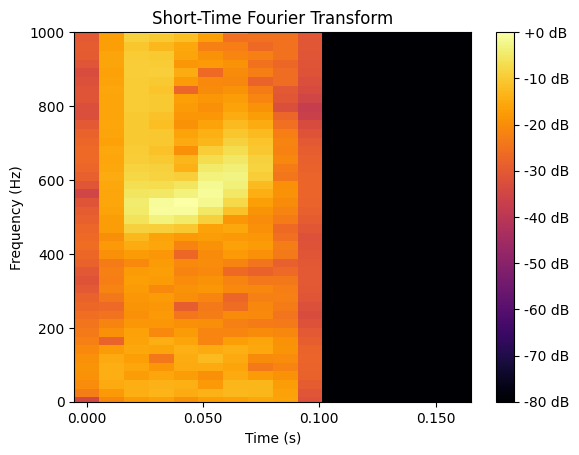 Short-Time Fourier Transform
Frequency (Hz)
1000
800
600
400
200
0
0.000
0.050
0.100
0.150
Time (s)
+0 dB
-10 dB
-20 dB
-30 dB
-40 dB
-50 dB
-60 dB
-70 dB
-80 dB